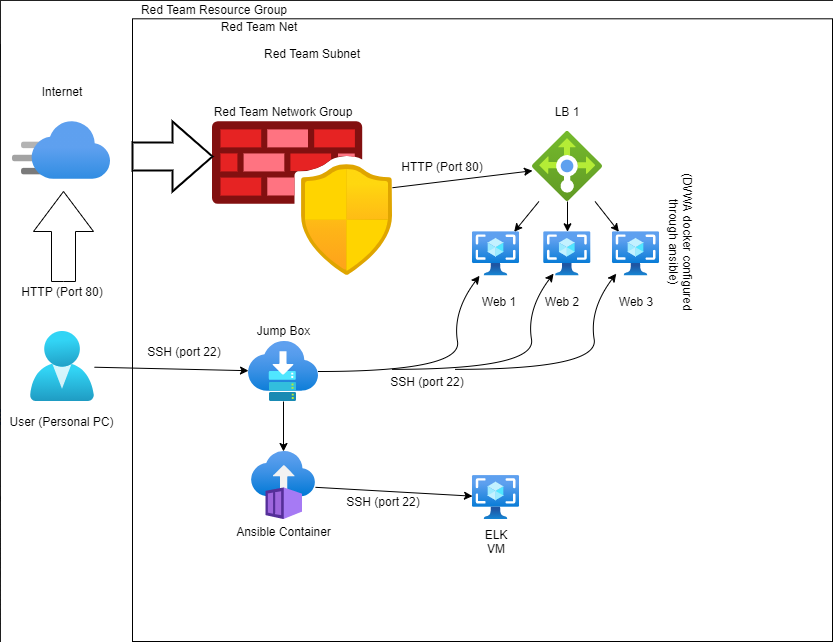 Red Team Resource Group
Red Team Net
Red Team Subnet
Internet
Red Team Network Group
LB 1
HTTP (Port 80)
(DVWA docker configured
through ansible)
HTTP (Port 80)
Web 1
Web 2
Web 3
Jump Box
SSH (port 22)
SSH (port 22)
User (Personal PC)
SSH (port 22)
Ansible Container
ELK
VM